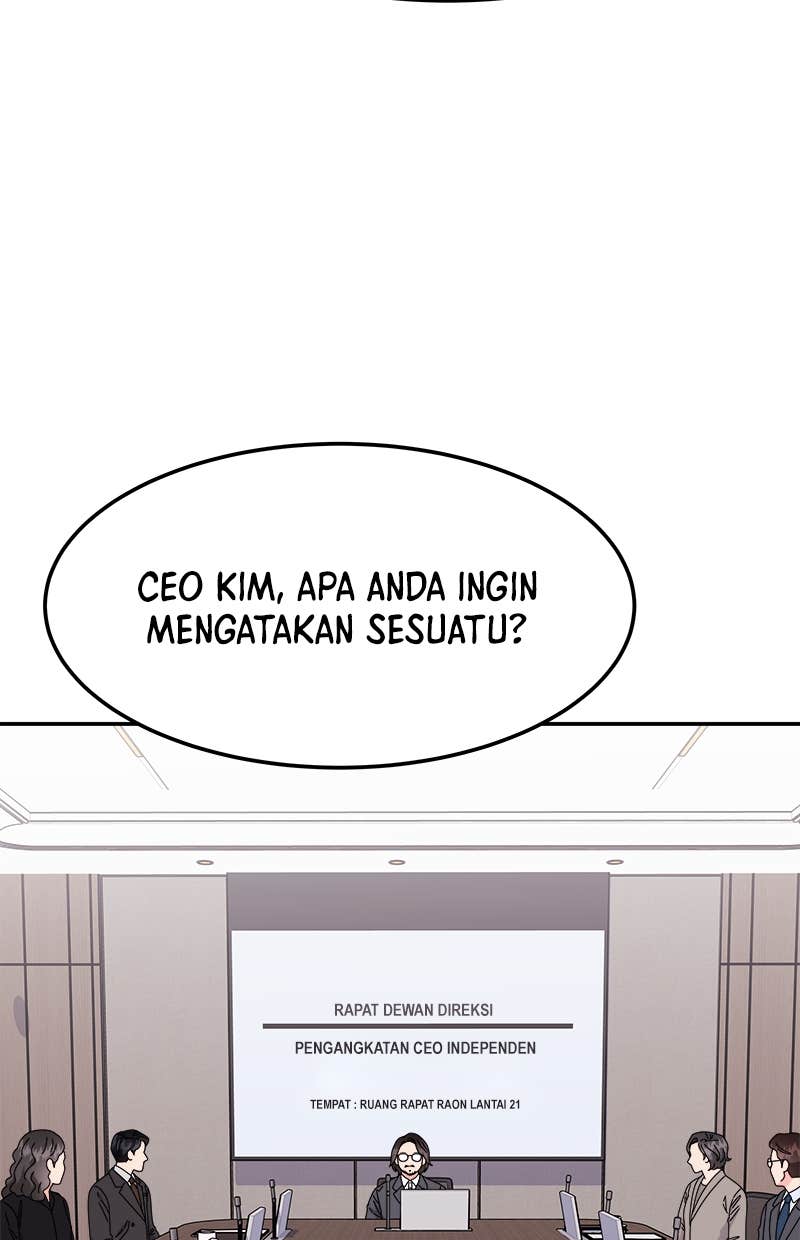 CEO KIM, APA ANDA INGIN
MENGATAKAN SESUATU?
RAPAT DEWAN DIREKSI
PENGANGKATAN CEO INDEPENDEN
TEMPAT : RUANG RAPAT RAON LANTAI 21